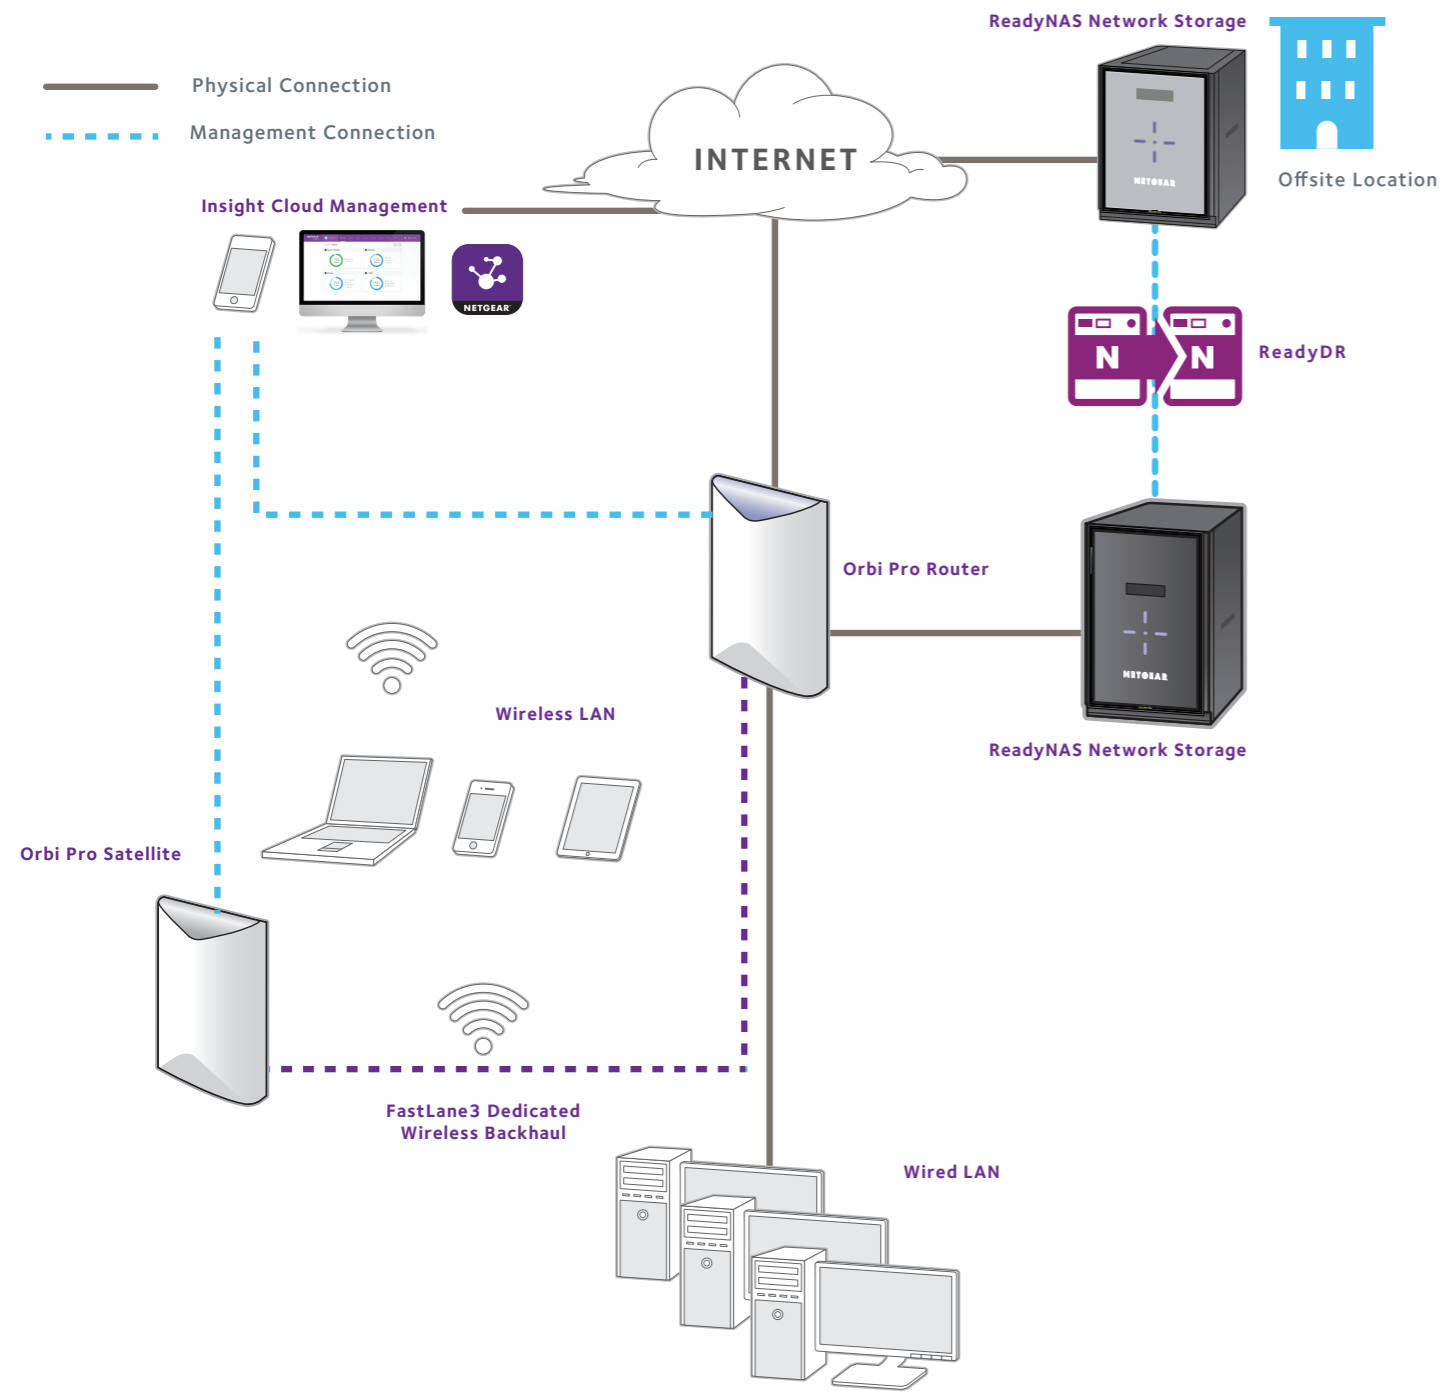 ReadyNAS Network Storage
Physical Connection
Management Connection
INTERNET
NETGEAR
Offsite Location
Insight Cloud Management
NETGEAR
N
N
ReadyDR
Orbi Pro Router
NETGEAR
Wireless LAN
ReadyNAS Network Storage
Orbi Pro Satellite
FastLane3 Dedicated
Wireless Backhaul
Wired LAN